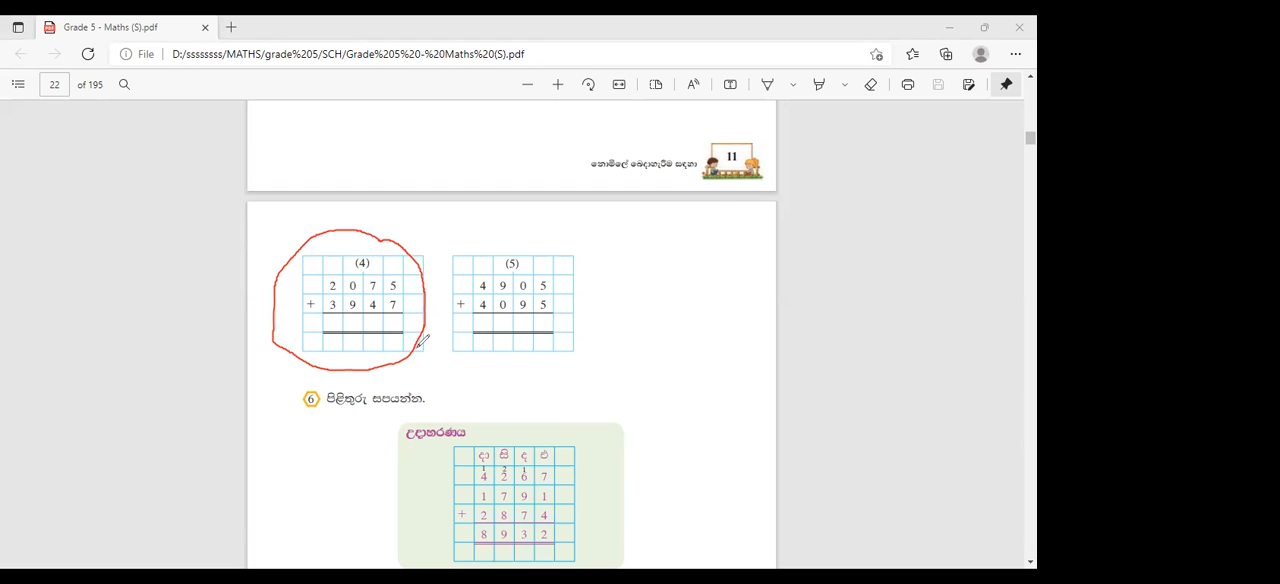 Grade 5 - Maths (S).pdf
File D:/ssssssss/MATHS/grade%205/SCH/Grade%205%20-%20Maths%20(S).pdf
22 of 195
නොමිලේ බෙදාහැරීම සඳහා 11
(4)
2 0 7 5
+ 3 9 4 7
(5)
4 9 0 5
+ 4 0 9 5
6 පිළිතුරු සපයන්න.
උදාහරණය
දා සි ද එ
1 2 1
4 2 6 7
1 7 9 1
+ 2 8 7 4
8 9 3 2